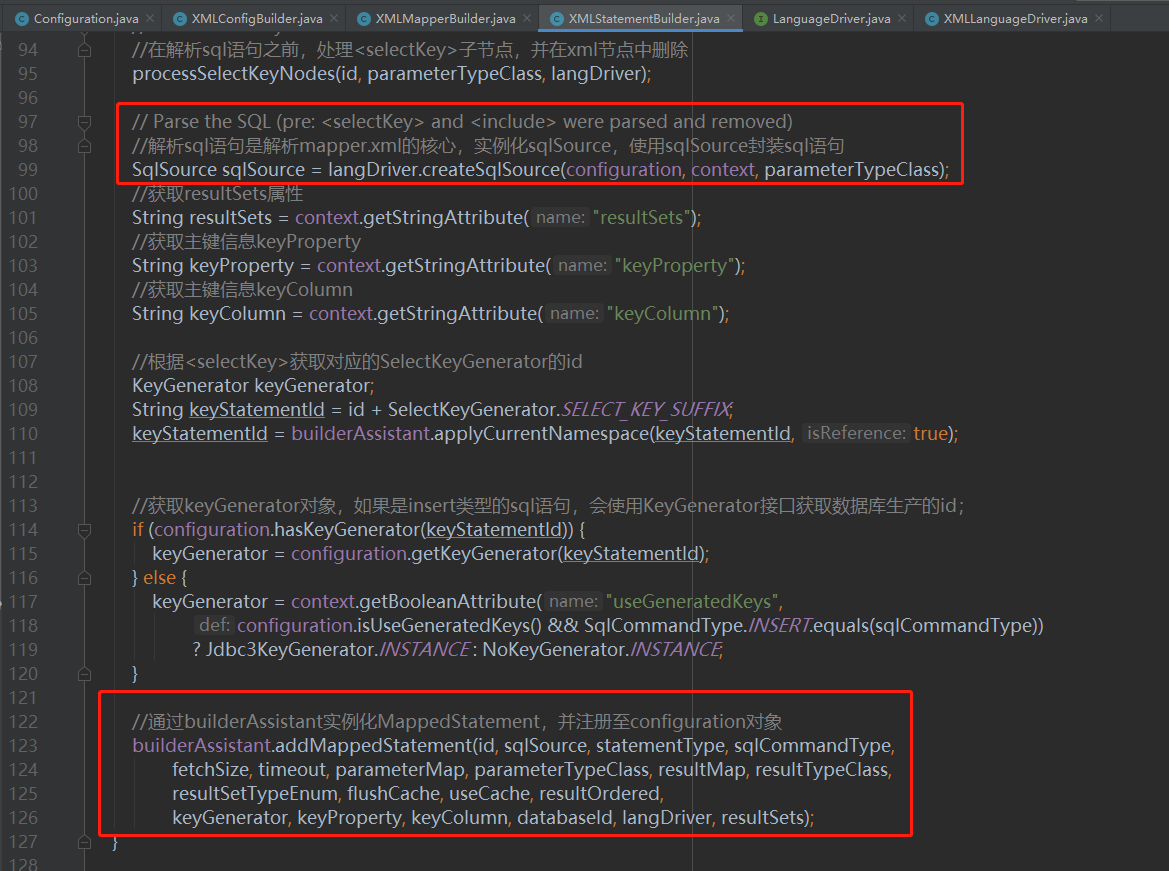 Configuration.java × XMLConfigBuilder.java × XMLMapperBuilder.java × XMLStatementBuilder.java × LanguageDriver.java × XMLLanguageDriver.java ×
94 //在解析sql语句之前，处理<selectKey>子节点，并在xml节点中删除
95 processSelectKeyNodes(id, parameterTypeClass, langDriver);
96
97 // Parse the SQL (pre: <selectKey> and <include> were parsed and removed)
98 //解析sql语句是解析mapper.xml的核心，实例化sqlSource，使用sqlSource封装sql语句
99 SqlSource sqlSource = langDriver.createSqlSource(configuration, context, parameterTypeClass);
100 //获取resultSets属性
101 String resultSets = context.getStringAttribute( name: "resultSets");
102 //获取主键信息keyProperty
103 String keyProperty = context.getStringAttribute( name: "keyProperty");
104 //获取主键信息keyColumn
105 String keyColumn = context.getStringAttribute( name: "keyColumn");
106
107 //根据<selectKey>获取对应的SelectKeyGenerator的id
108 KeyGenerator keyGenerator;
109 String keyStatementId = id + SelectKeyGenerator.SELECT_KEY_SUFFIX;
110 keyStatementId = builderAssistant.applyCurrentNamespace(keyStatementId, isReference: true);
111
112
113 //获取keyGenerator对象，如果是insert类型的sql语句，会使用KeyGenerator接口获取数据库生产的id；
114 if (configuration.hasKeyGenerator(keyStatementId)) {
115 keyGenerator = configuration.getKeyGenerator(keyStatementId);
116 } else {
117 keyGenerator = context.getBooleanAttribute( name: "useGeneratedKeys",
118 def: configuration.isUseGeneratedKeys() && SqlCommandType.INSERT.equals(sqlCommandType))
119 ? Jdbc3KeyGenerator.INSTANCE : NoKeyGenerator.INSTANCE;
120 }
121
122 //通过builderAssistant实例化MappedStatement，并注册至configuration对象
123 builderAssistant.addMappedStatement(id, sqlSource, statementType, sqlCommandType,
124 fetchSize, timeout, parameterMap, parameterTypeClass, resultMap, resultTypeClass,
125 resultSetTypeEnum, flushCache, useCache, resultOrdered,
126 keyGenerator, keyProperty, keyColumn, databaseId, langDriver, resultSets);
127 }
128